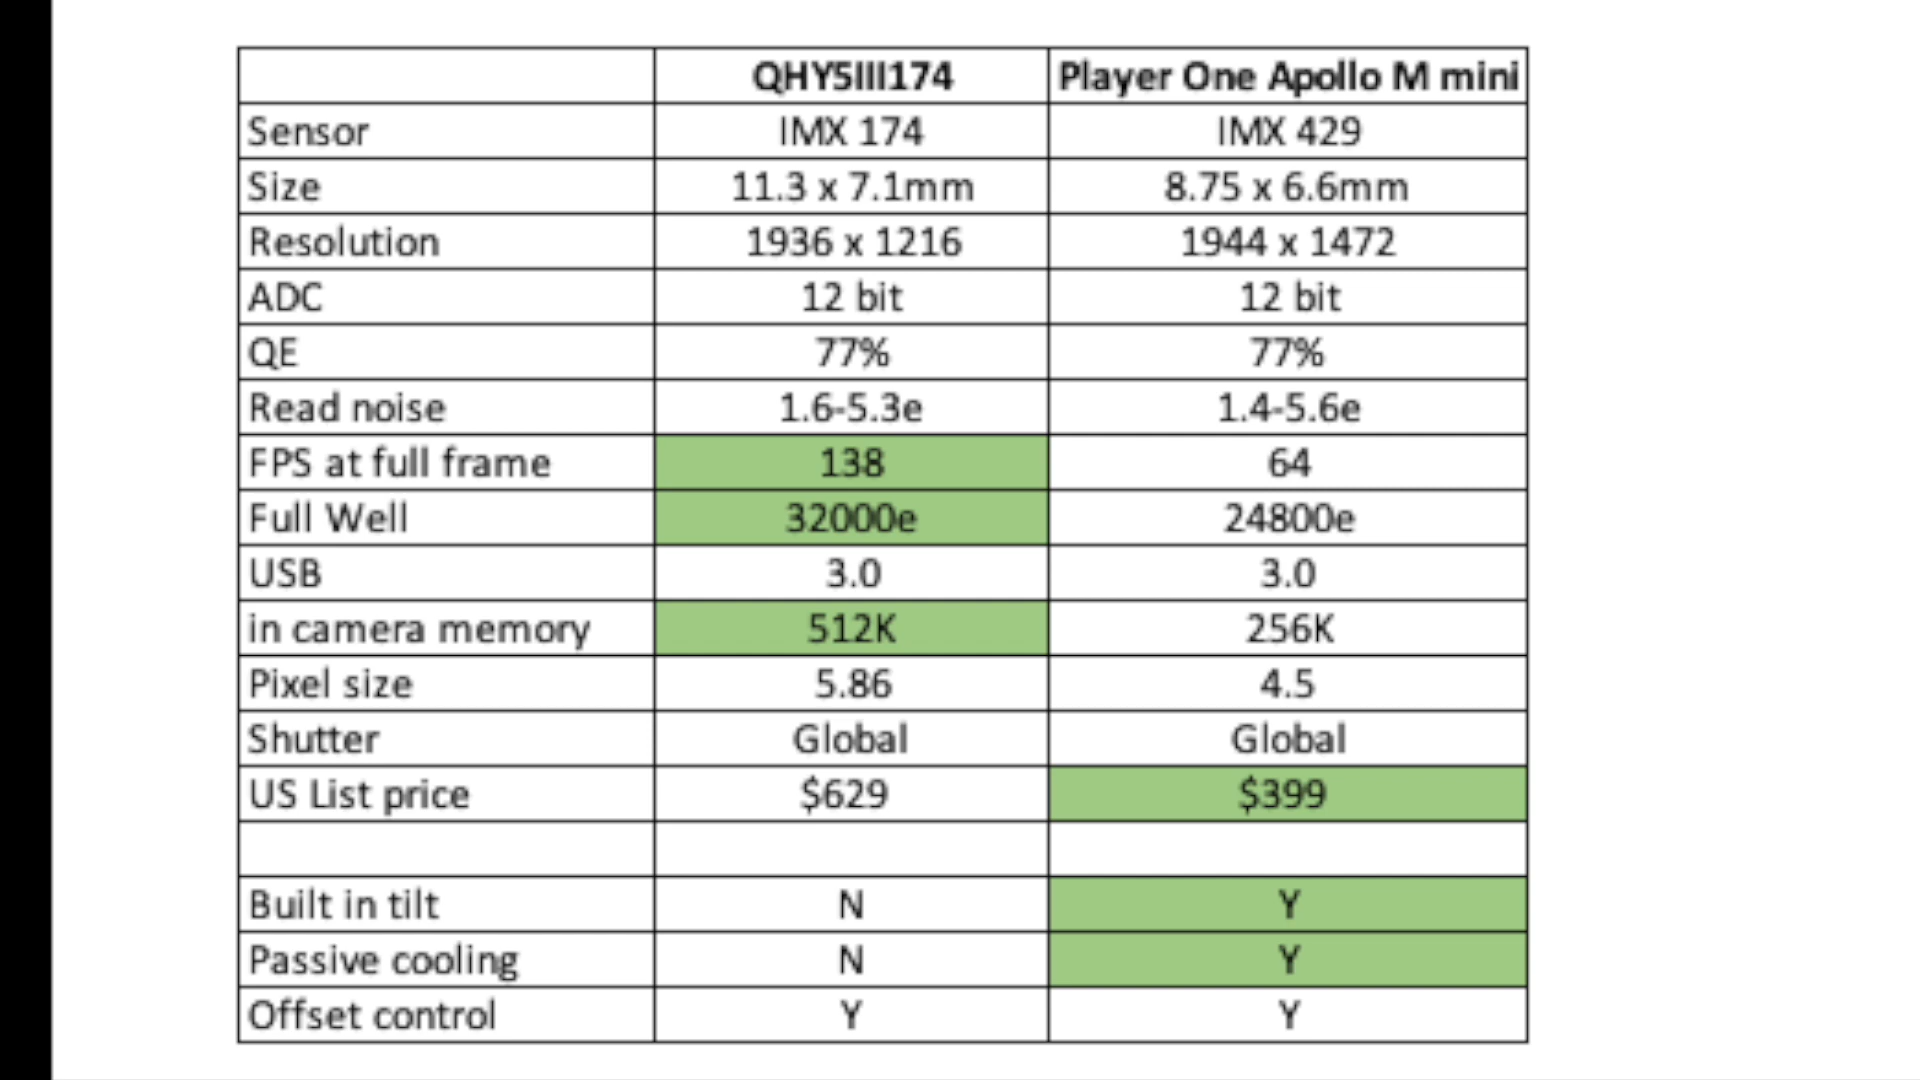 QHY5III174 Player One Apollo M mini
Sensor IMX 174 IMX 429
Size 11.3 x 7.1mm 8.75 x 6.6mm
Resolution 1936 x 1216 1944 x 1472
ADC 12 bit 12 bit
QE 77% 77%
Read noise 1.6-5.3e 1.4-5.6e
FPS at full frame 138 64
Full Well 32000e 24800e
USB 3.0 3.0
in camera memory 512K 256K
Pixel size 5.86 4.5
Shutter Global Global
US List price $629 $399
Built in tilt N Y
Passive cooling N Y
Offset control Y Y